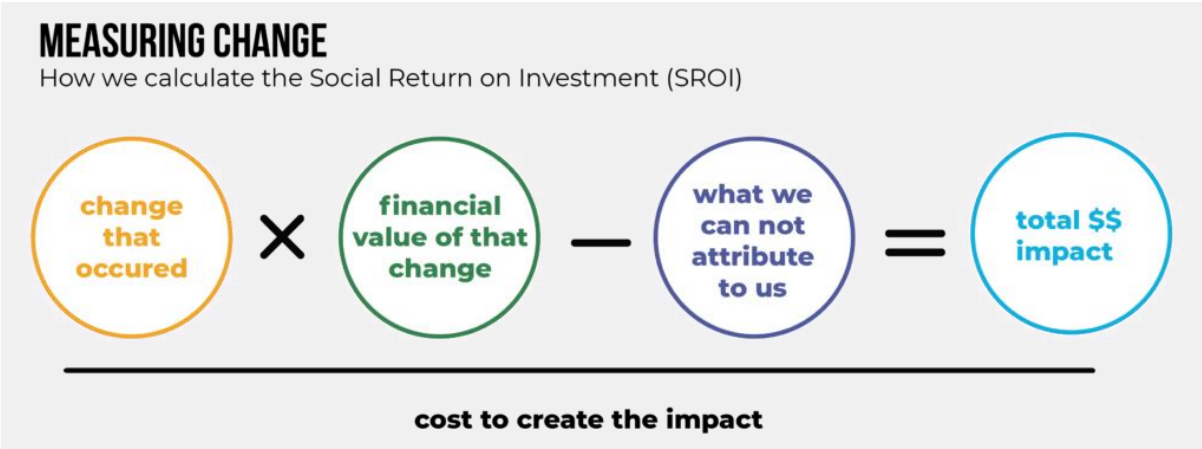 MEASURING CHANGE
How we calculate the Social Return on Investment (SROI)
change
that
occured
×
financial
value of that
change
—
what we
can not
attribute
to us
=
total $$
impact
cost to create the impact